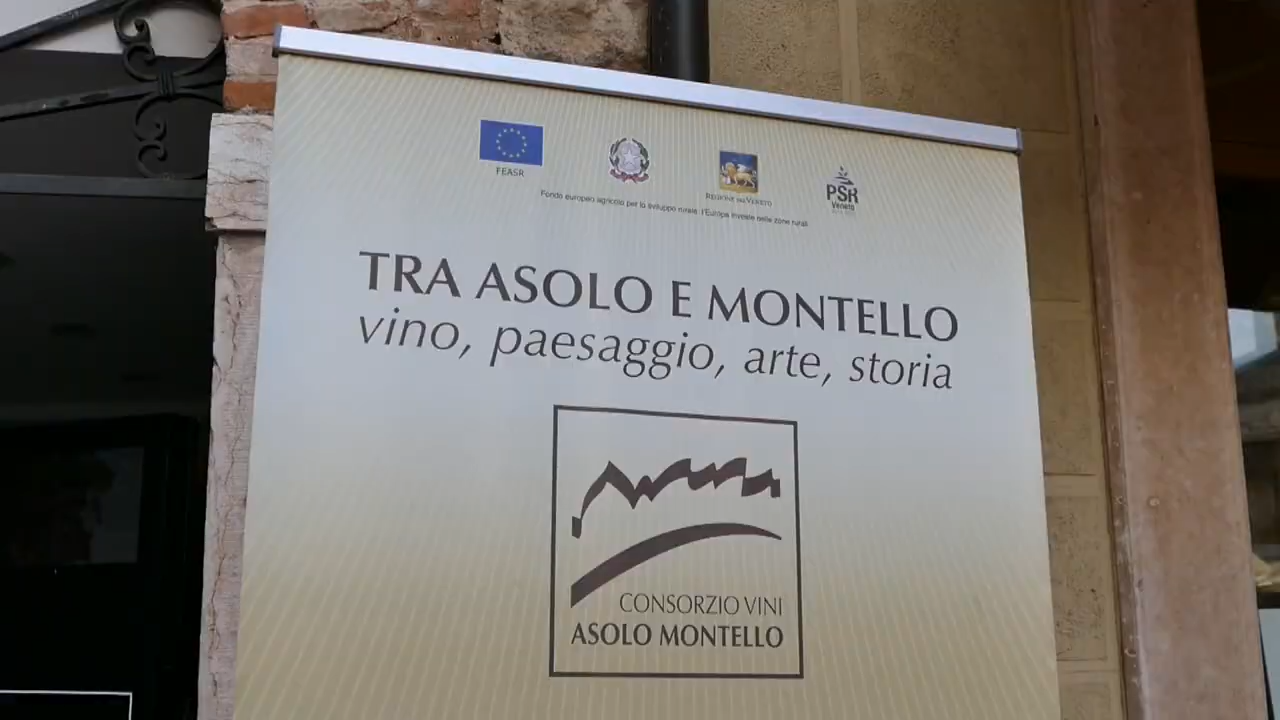 FEASR
REGIONE DEL VENETO
PSR
Veneto
Fondo europeo agricolo per lo sviluppo rurale: l'Europa investe nelle zone rurali
TRA ASOLO E MONTELLO
vino, paesaggio, arte, storia
CONSORZIO VINI
ASOLO MONTELLO